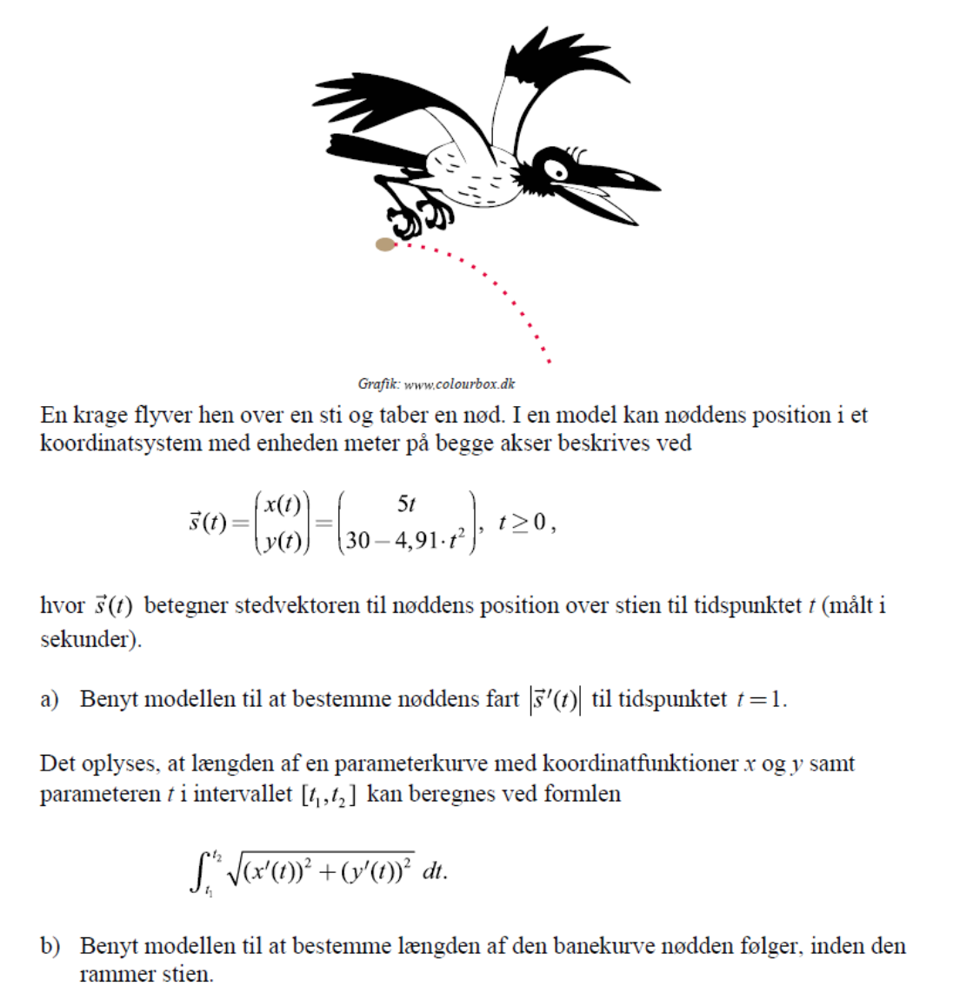 Grafik: www.colourbox.dk
En krage flyver hen over en sti og taber en nød. I en model kan nøddens position i et
koordinatsystem med enheden meter på begge akser beskrives ved
$\vec{s}(t) = \begin{pmatrix} x(t) \\ y(t) \end{pmatrix} = \begin{pmatrix} 5t \\ 30 - 4,91 \cdot t^2 \end{pmatrix}, \; t \geq 0,$
hvor $\vec{s}(t)$ betegner stedvektoren til nøddens position over stien til tidspunktet t (målt i
sekunder).
a) Benyt modellen til at bestemme nøddens fart $|\vec{s}\,'(t)|$ til tidspunktet t = 1.
Det oplyses, at længden af en parameterkurve med koordinatfunktioner x og y samt
parameteren t i intervallet $[t_1, t_2]$ kan beregnes ved formlen
$\int_{t_1}^{t_2} \sqrt{(x'(t))^2 + (y'(t))^2} \; dt.$
b) Benyt modellen til at bestemme længden af den banekurve nødden følger, inden den
rammer stien.